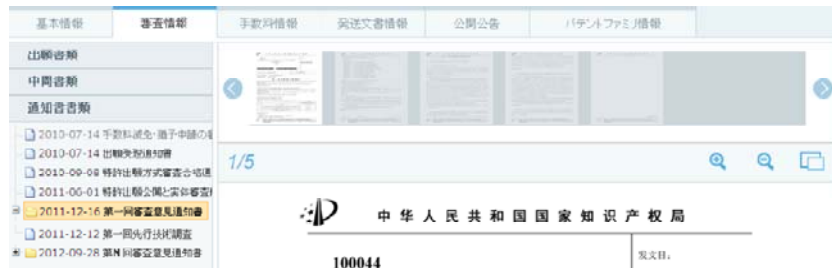 基本情報 審査情報 手数料情報 発送文書情報 公開公告 パテントファミリ情報
出願書類
中間書類
通知書書類
2010-07-14 手数料減免・猶予申請の
2010-07-14 出願受理通知書
2010-09-08 特許出願方式審査合格通
2011-06-01 特許出願公開と実体審査
2011-12-16 第一回審査意見通知書
2011-12-12 第一回先行技術調査
2012-09-28 第N回審査意見通知書
1/5
中华人民共和国国家知识产权局
100044
发文日: